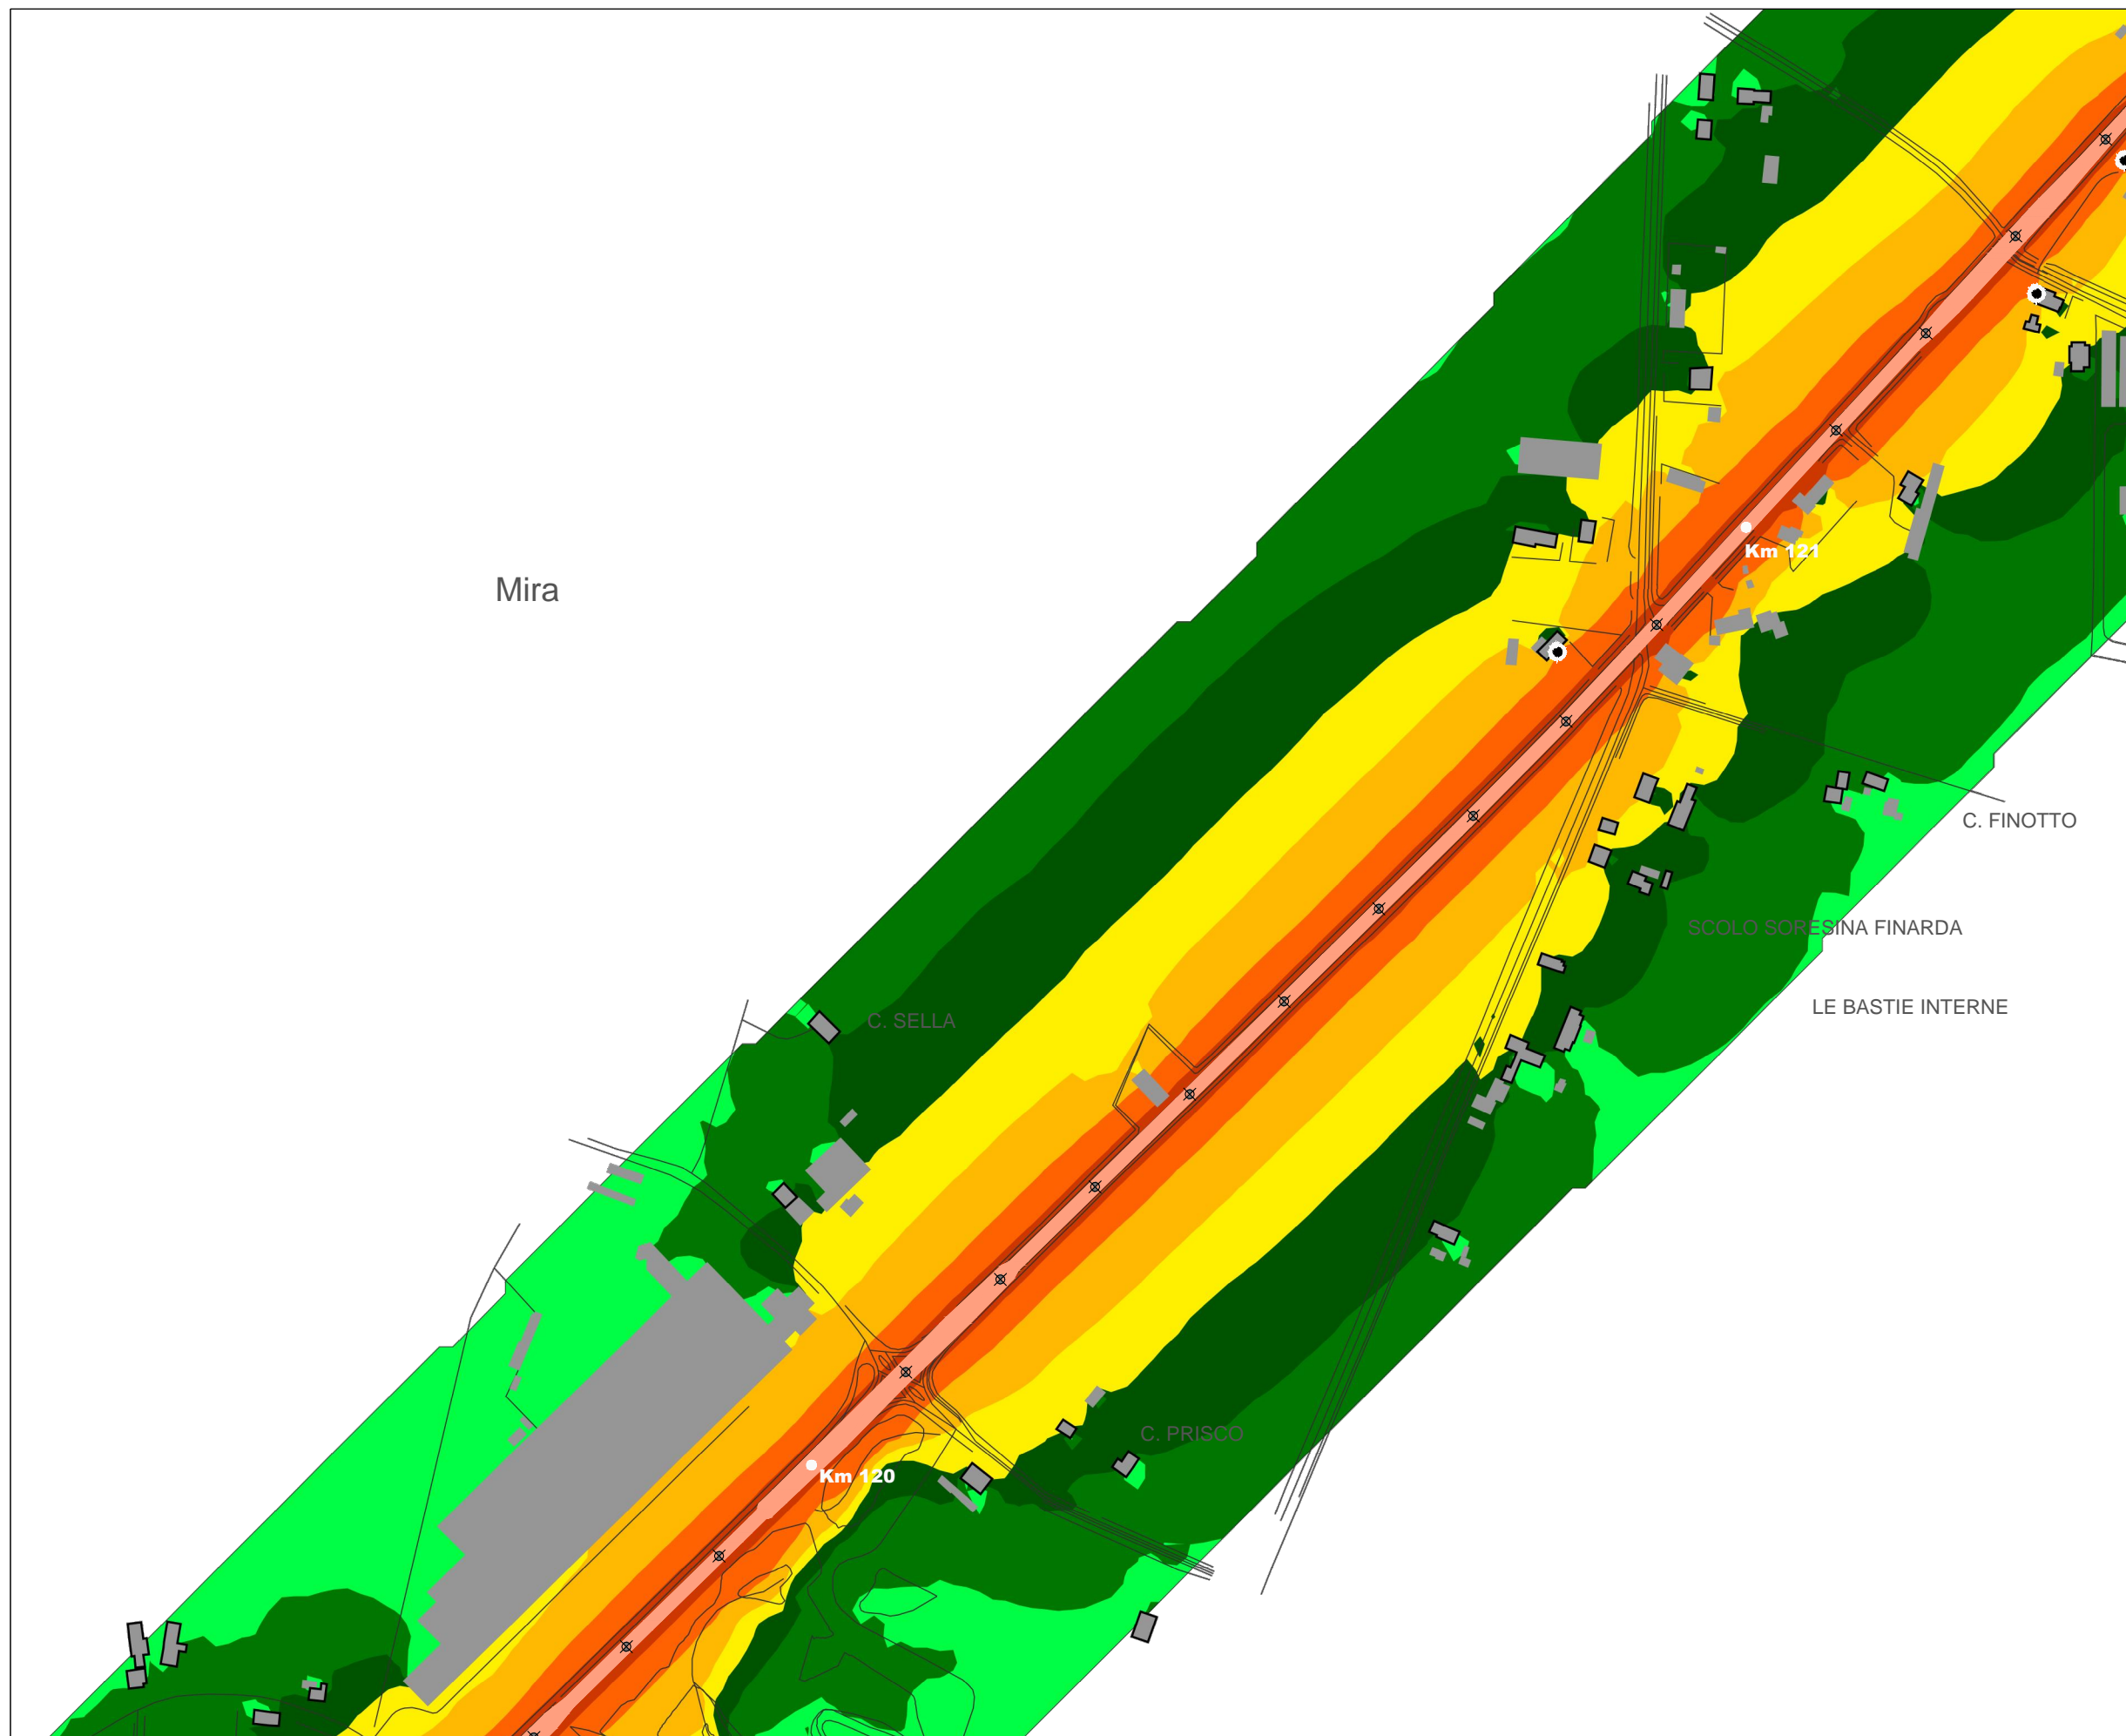 Km 121
Mira
C. FINOTTO
SCOLO SORESINA FINARDA
LE BASTIE INTERNE
C. SELLA
C. PRISCO
Km 120